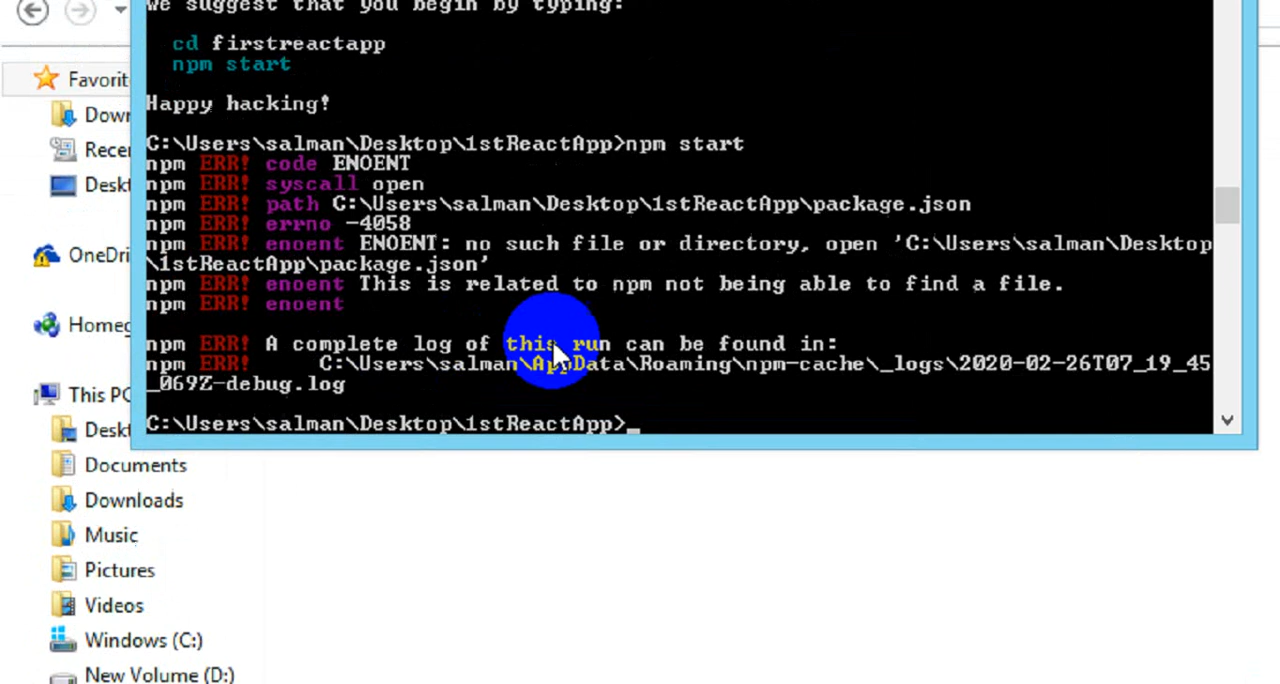 we suggest that you begin by typing:
cd firstreactapp
npm start
Happy hacking!
C:\Users\salman\Desktop\1stReactApp>npm start
npm ERR! code ENOENT
npm ERR! syscall open
npm ERR! path C:\Users\salman\Desktop\1stReactApp\package.json
npm ERR! errno -4058
npm ERR! enoent ENOENT: no such file or directory, open 'C:\Users\salman\Desktop
\1stReactApp\package.json'
npm ERR! enoent This is related to npm not being able to find a file.
npm ERR! enoent
npm ERR! A complete log of this run can be found in:
npm ERR!     C:\Users\salman\AppData\Roaming\npm-cache\_logs\2020-02-26T07_19_45
_069Z-debug.log
C:\Users\salman\Desktop\1stReactApp>_
Favorit
Down
Recen
Deskt
OneDri
Homeg
This PC
Deskt
Documents
Downloads
Music
Pictures
Videos
Windows (C:)
New Volume (D:)